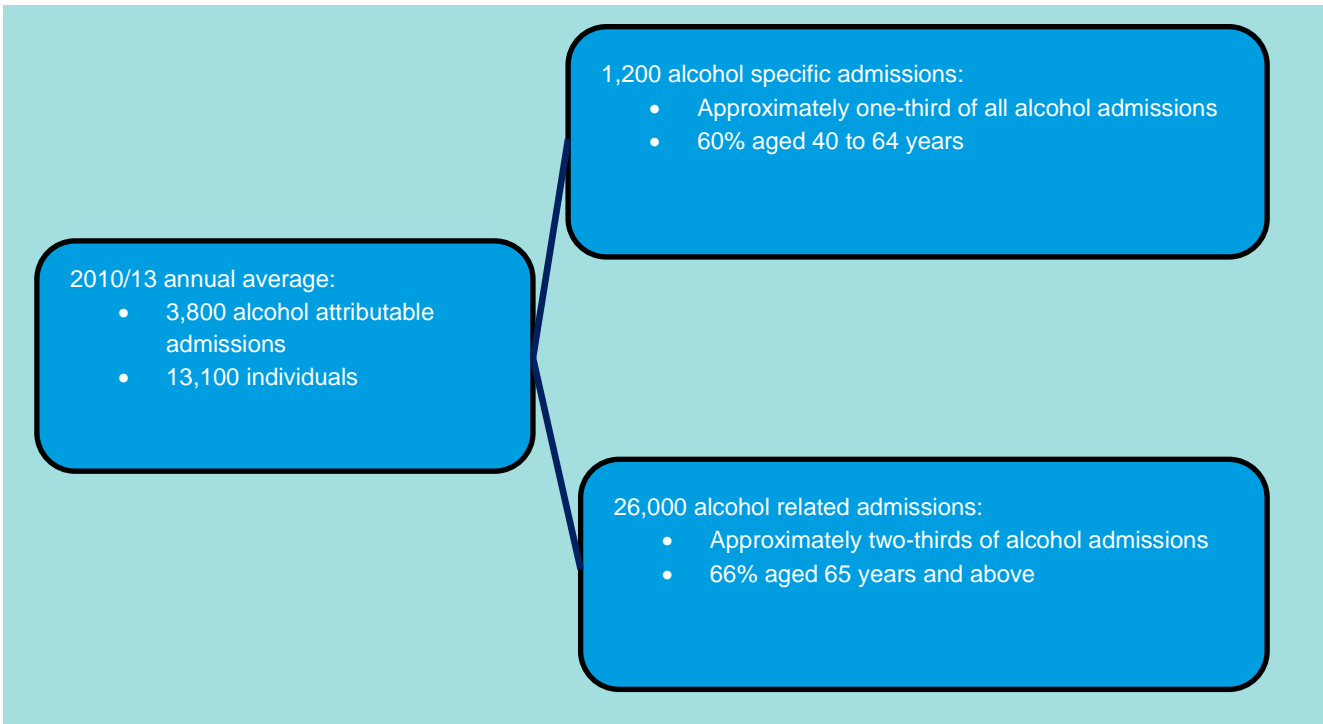 1,200 alcohol specific admissions:
• Approximately one-third of all alcohol admissions
• 60% aged 40 to 64 years
2010/13 annual average:
• 3,800 alcohol attributable
admissions
• 13,100 individuals
26,000 alcohol related admissions:
• Approximately two-thirds of alcohol admissions
• 66% aged 65 years and above